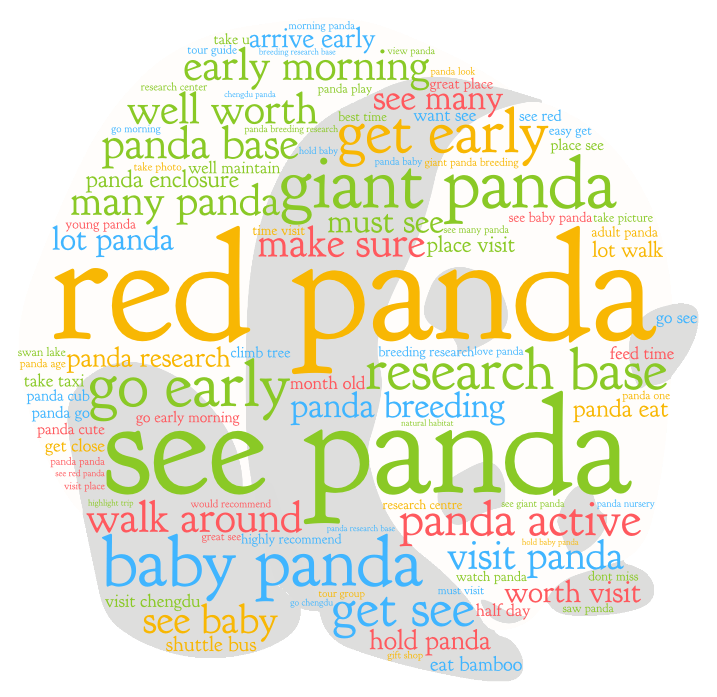 morning panda
take u arrive early
tour guide breeding research base view panda
early morning panda look
research center panda play great place
chengdu panda see many
well worth best time want see see red
go morning panda breeding research get early easy get
panda base hold baby place see
take photo well maintain panda baby giant panda breeding
panda enclosure giant panda
many panda must see see baby panda take picture
young panda see many panda
lot panda time visit make sure place visit adult panda
lot walk
red panda
go see
swan lake panda research climb tree breeding research love panda feed time
panda age
take taxi go early month old research base
panda cub panda one
panda go go early morning panda breeding panda eat
panda cute natural habitat
get close see panda
panda panda
see red panda
visit place
highlight trip would recommend research centre see giant panda panda nursery
walk around panda research base panda active
great see highly recommend hold baby panda
baby panda visit panda
watch panda dont miss
visit chengdu tour group must visit worth visit
go chengdu get see half day saw panda
see baby
shuttle bus hold panda
gift shop eat bamboo